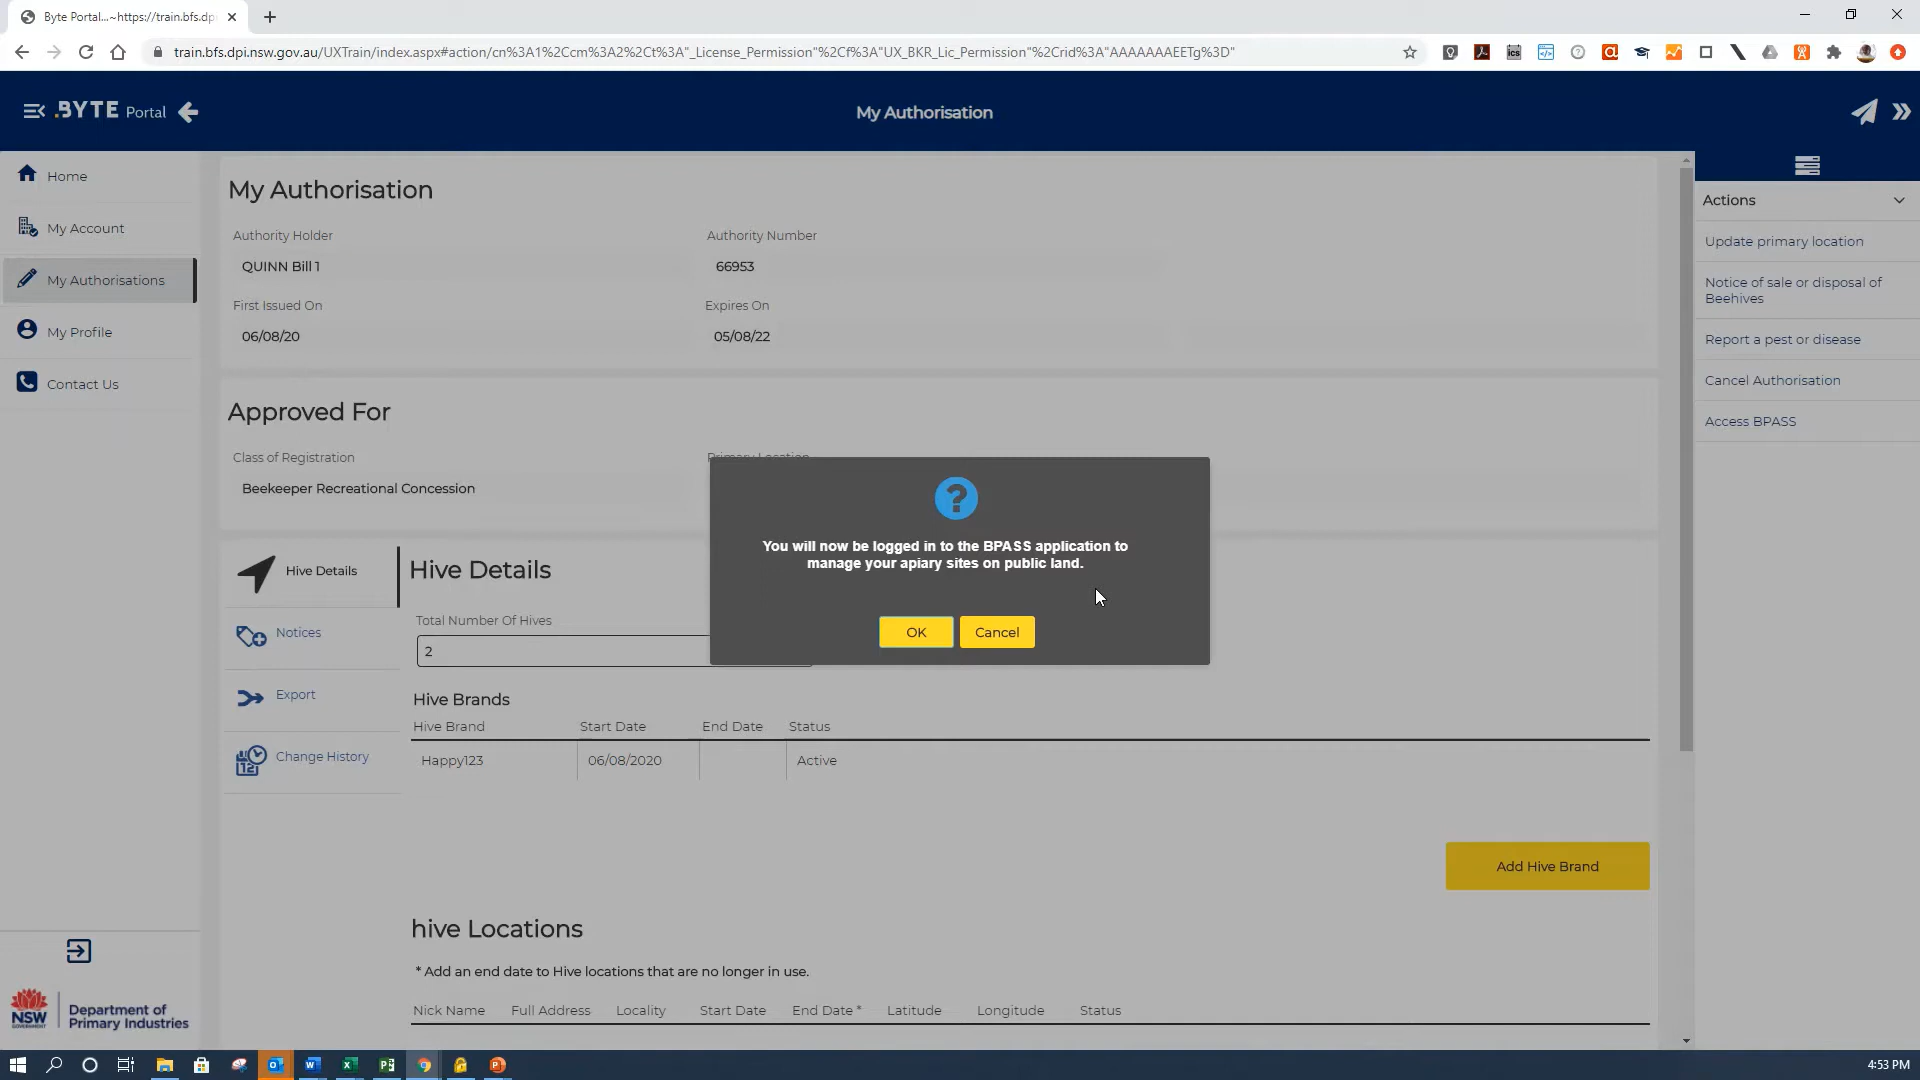 Byte Portal...~https://train.bfs.dp
train.bfs.dpi.nsw.gov.au/UXTrain/index.aspx#action/cn%3A1%2Ccm%3A2%2Ct%3A"_License_Permission"%2Cf%3A"UX_BKR_Lic_Permission"%2Crid%3A"AAAAAAAEETg%3D"
.BYTE Portal
My Authorisation
Home
My Account
My Authorisations
My Profile
Contact Us
NSW GOVERNMENT
Department of
Primary Industries
My Authorisation
Authority Holder
Authority Number
QUINN Bill 1
66953
First Issued On
Expires On
06/08/20
05/08/22
Approved For
Class of Registration
Primary Location
Beekeeper Recreational Concession
Hive Details
Notices
Export
Change History
Hive Details
Total Number Of Hives
2
Hive Brands
Hive Brand Start Date End Date Status
Happy123 06/08/2020 Active
Add Hive Brand
hive Locations
* Add an end date to Hive locations that are no longer in use.
Nick Name Full Address Locality Start Date End Date * Latitude Longitude Status
You will now be logged in to the BPASS application to
manage your apiary sites on public land.
OK
Cancel
Actions
Update primary location
Notice of sale or disposal of
Beehives
Report a pest or disease
Cancel Authorisation
Access BPASS
4:53 PM